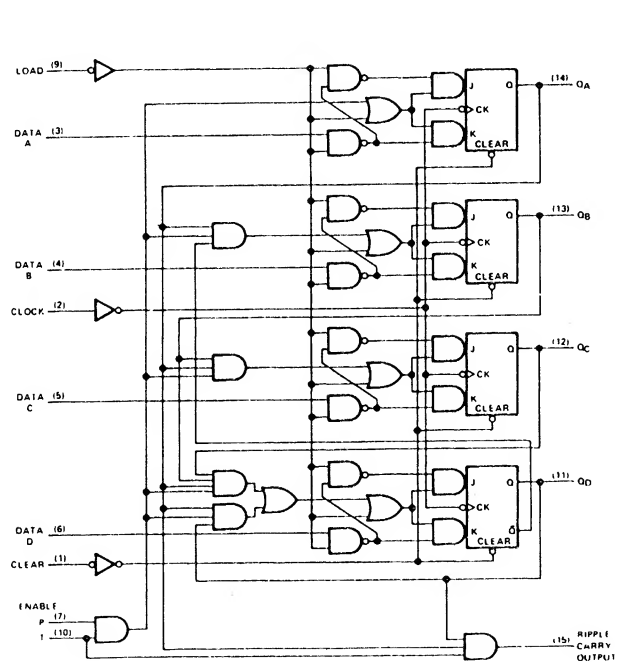 LOAD (9)
J Q (14) QA
CK
K
CLEAR
DATA A (3)
J Q (13) QB
CK
K
CLEAR
DATA B (4)
CLOCK (2)
J Q (12) QC
CK
K
CLEAR
DATA C (5)
J Q (11) QD
CK
K Q̄
CLEAR
DATA D (6)
CLEAR (1)
ENABLE
P (7)
T (10)
(15) RIPPLE
CARRY
OUTPUT